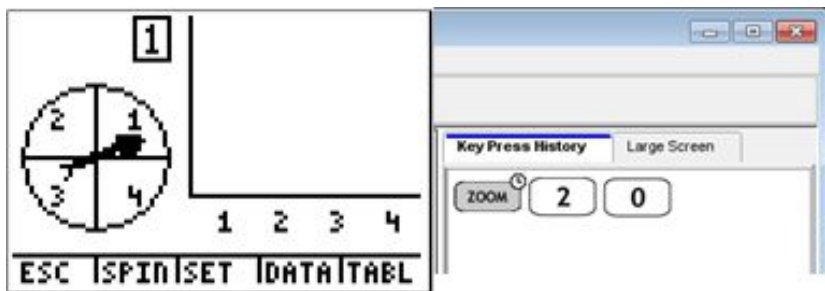 1
2 1
3 4
1 2 3 4
ESC SPIN SET DATA TABL
Key Press History Large Screen
ZOOM 2 0